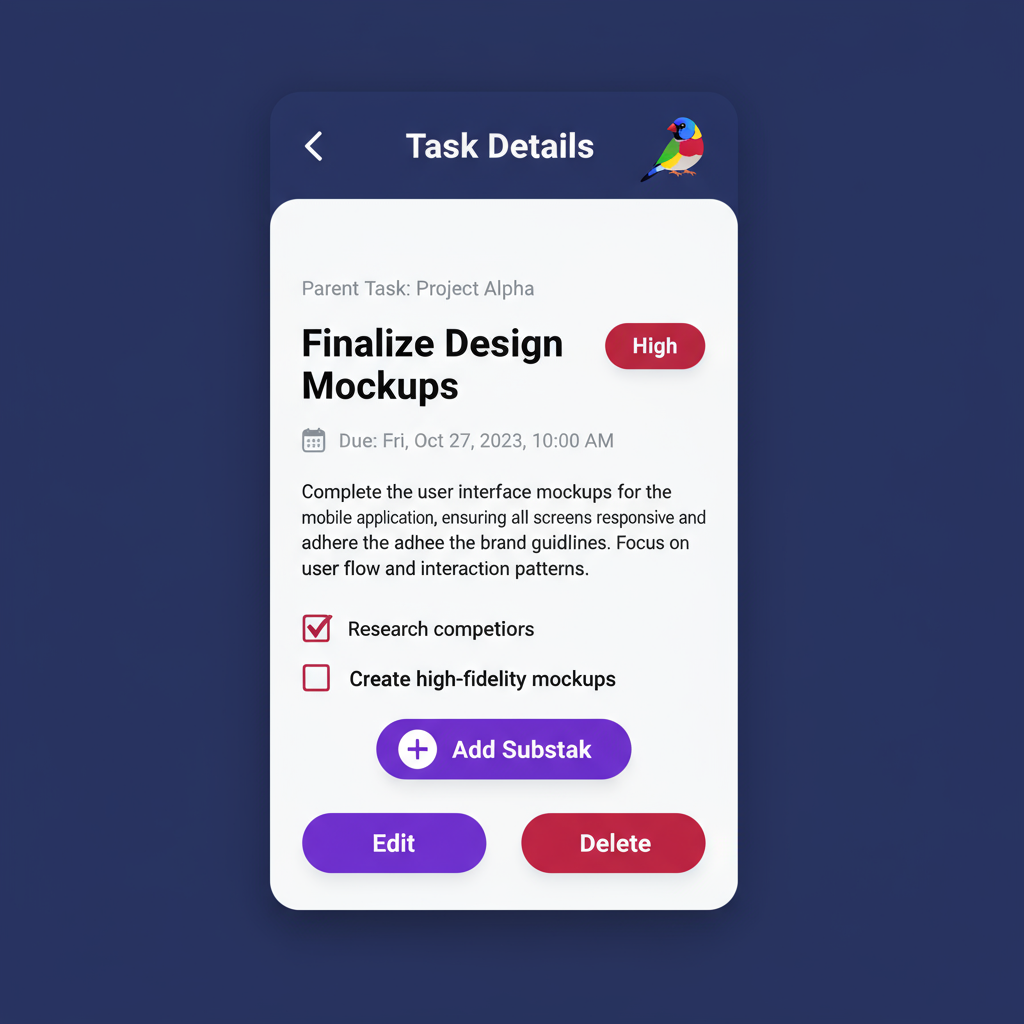 Task Details
Parent Task: Project Alpha
Finalize Design
Mockups
High
Due: Fri, Oct 27, 2023, 10:00 AM
Complete the user interface mockups for the
mobile application, ensuring all screens responsive and
adhere the adhee the brand guidlines. Focus on
user flow and interaction patterns.
Research competiors
Create high-fidelity mockups
Add Substak
Edit
Delete